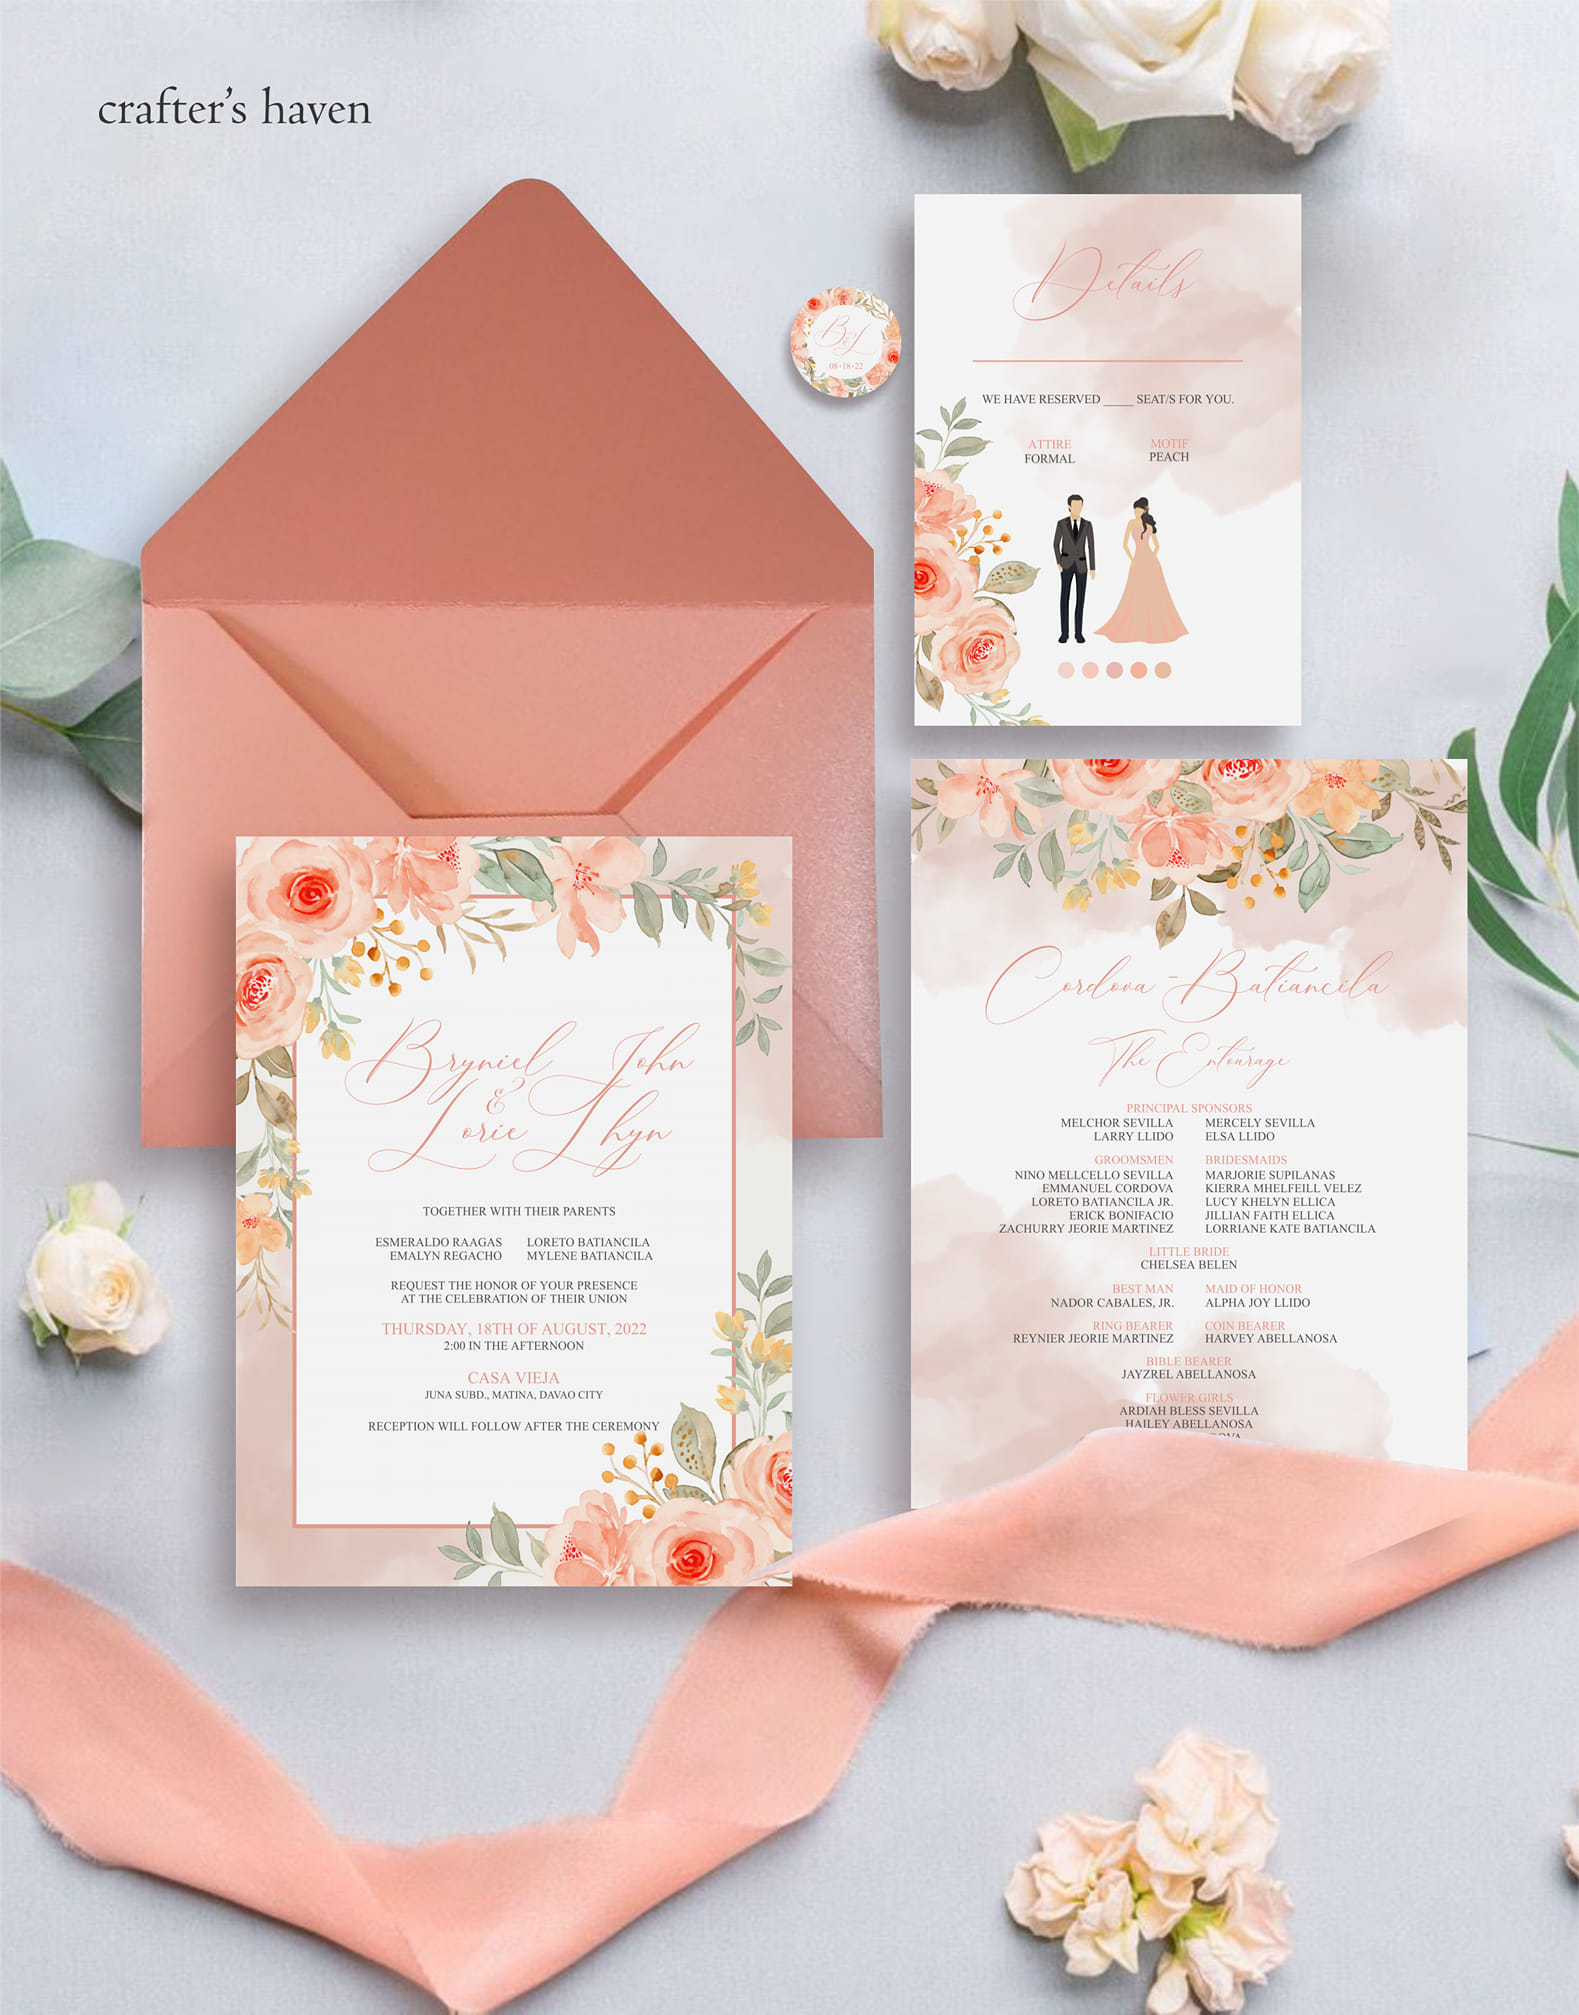 crafter's haven
B&L
08•18•22
Details
WE HAVE RESERVED _____ SEAT/S FOR YOU.
ATTIRE
FORMAL
MOTIF
PEACH
Bryniel John
&
Lorie Lhyn
TOGETHER WITH THEIR PARENTS
ESMERALDO RAAGAS
EMALYN REGACHO
LORETO BATIANCILA
MYLENE BATIANCILA
REQUEST THE HONOR OF YOUR PRESENCE
AT THE CELEBRATION OF THEIR UNION
THURSDAY, 18TH OF AUGUST, 2022
2:00 IN THE AFTERNOON
CASA VIEJA
JUNA SUBD., MATINA, DAVAO CITY
RECEPTION WILL FOLLOW AFTER THE CEREMONY
Cordova - Batiancila
The Entourage
PRINCIPAL SPONSORS
MELCHOR SEVILLA
LARRY LLIDO
MERCELY SEVILLA
ELSA LLIDO
GROOMSMEN
NINO MELLCELLO SEVILLA
EMMANUEL CORDOVA
LORETO BATIANCILA JR.
ERICK BONIFACIO
ZACHURRY JEORIE MARTINEZ
BRIDESMAIDS
MARJORIE SUPILANAS
KIERRA MHELFEILL VELEZ
LUCY KHELYN ELLICA
JILLIAN FAITH ELLICA
LORRIANE KATE BATIANCILA
LITTLE BRIDE
CHELSEA BELEN
BEST MAN
NADOR CABALES, JR.
MAID OF HONOR
ALPHA JOY LLIDO
RING BEARER
REYNIER JEORIE MARTINEZ
COIN BEARER
HARVEY ABELLANOSA
BIBLE BEARER
JAYZREL ABELLANOSA
FLOWER GIRLS
ARDIAH BLESS SEVILLA
HAILEY ABELLANOSA